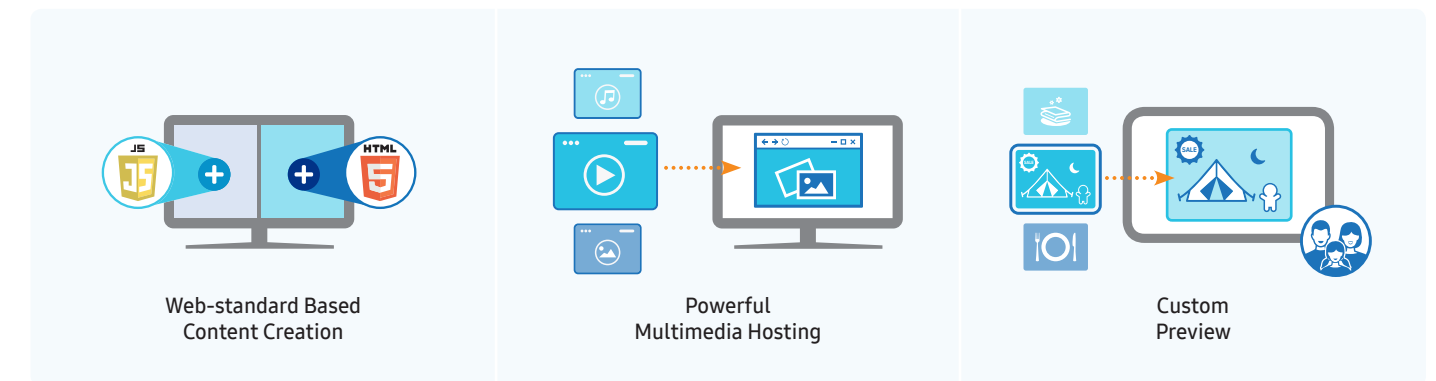 JS
HTML
Web-standard Based
Content Creation
Powerful
Multimedia Hosting
SALE
SALE
Custom
Preview